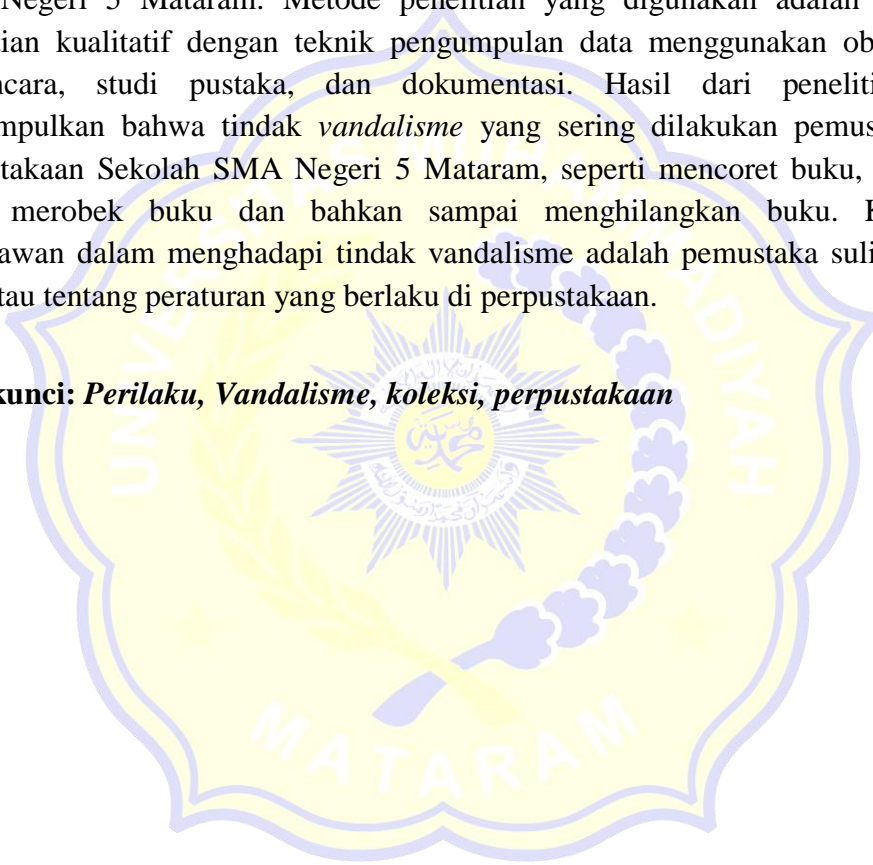 Negeri 5 Mataram. Metode penelitian yang digunakan adalah
tian kualitatif dengan teknik pengumpulan data menggunakan ob
ncara, studi pustaka, dan dokumentasi. Hasil dari peneliti
mpulkan bahwa tindak vandalisme yang sering dilakukan pemus
takaan Sekolah SMA Negeri 5 Mataram, seperti mencoret buku,
merobek buku dan bahkan sampai menghilangkan buku. K
awan dalam menghadapi tindak vandalisme adalah pemustaka suli
tau tentang peraturan yang berlaku di perpustakaan.
kunci: Perilaku, Vandalisme, koleksi, perpustakaan
UNIVERSITAS MUHAMMADIYAH
MATARAM